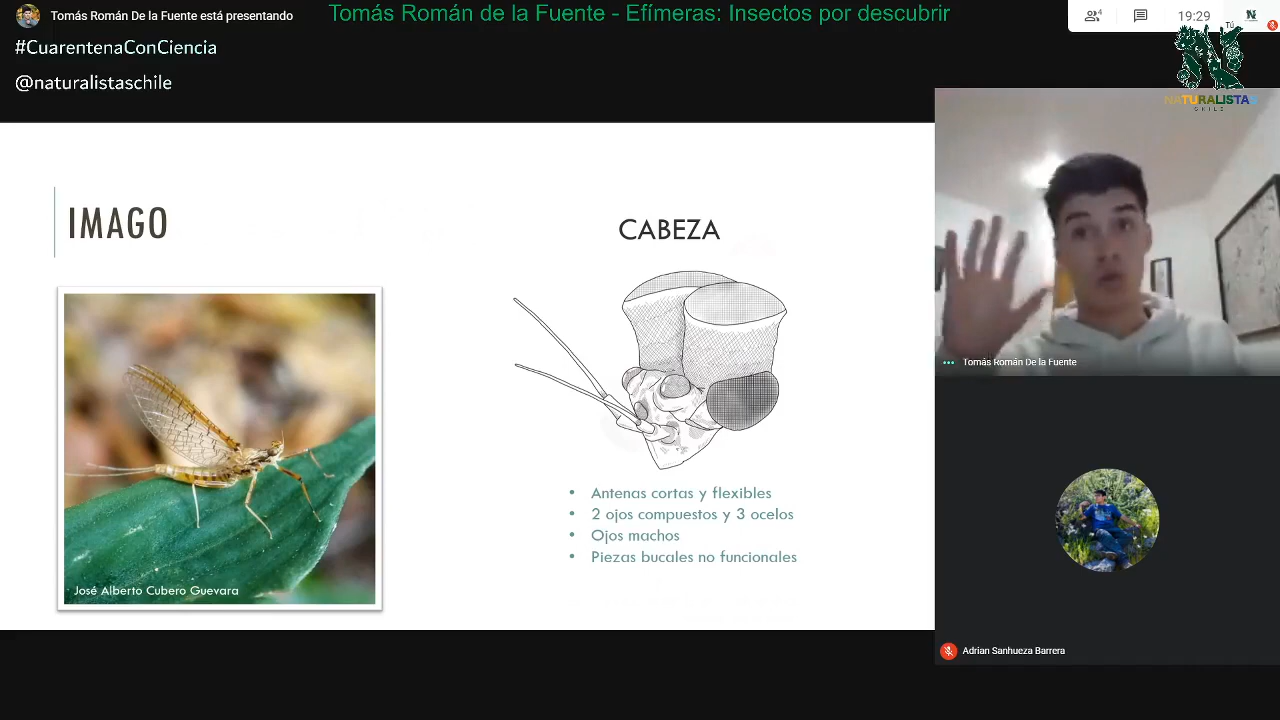 Tomás Román De la Fuente está presentando
Tomás Román de la Fuente - Efímeras: Insectos por descubrir
4
19:29
Tú
#CuarentenaConCiencia
@naturalistaschile
NATURALISTAS
CHILE
IMAGO
CABEZA
• Antenas cortas y flexibles
• 2 ojos compuestos y 3 ocelos
• Ojos machos
• Piezas bucales no funcionales
José Alberto Cubero Guevara
Tomás Román De la Fuente
Adrian Sanhueza Barrera